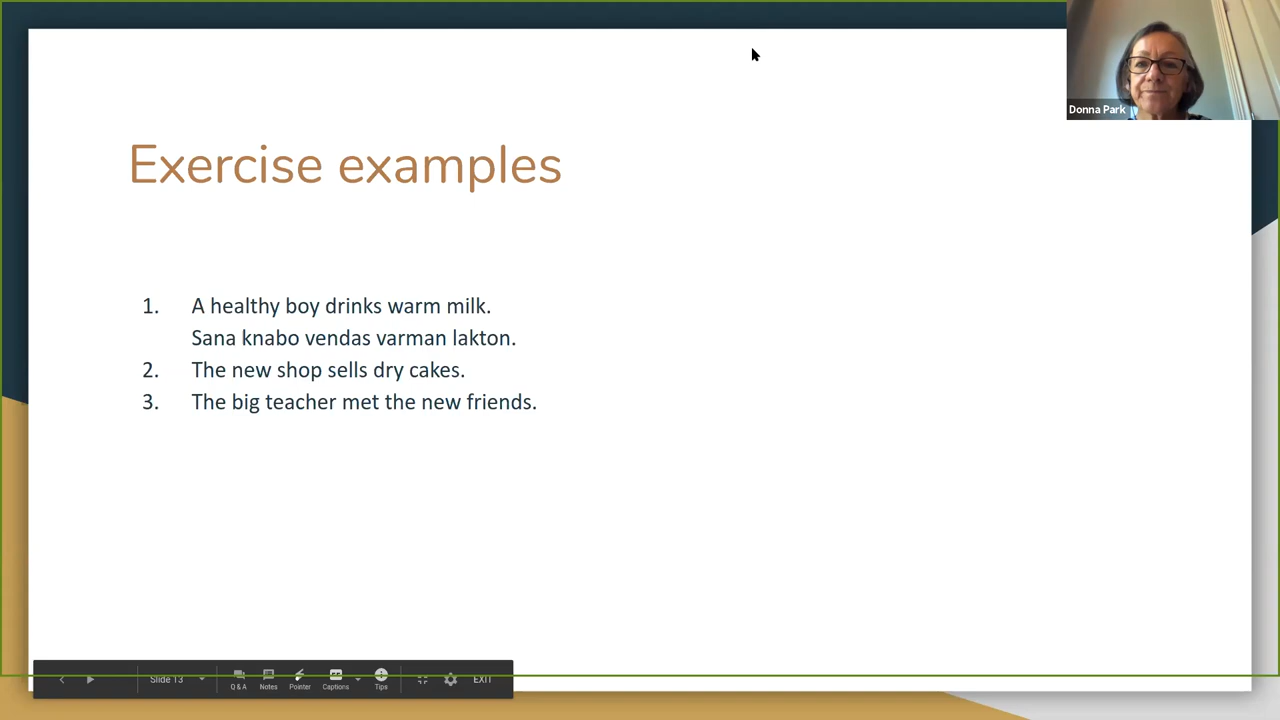 Donna Park
Exercise examples
1. A healthy boy drinks warm milk.
Sana knabo vendas varman lakton.
2. The new shop sells dry cakes.
3. The big teacher met the new friends.
Slide 13
Q & A Notes Pointer Captions Tips
EXIT